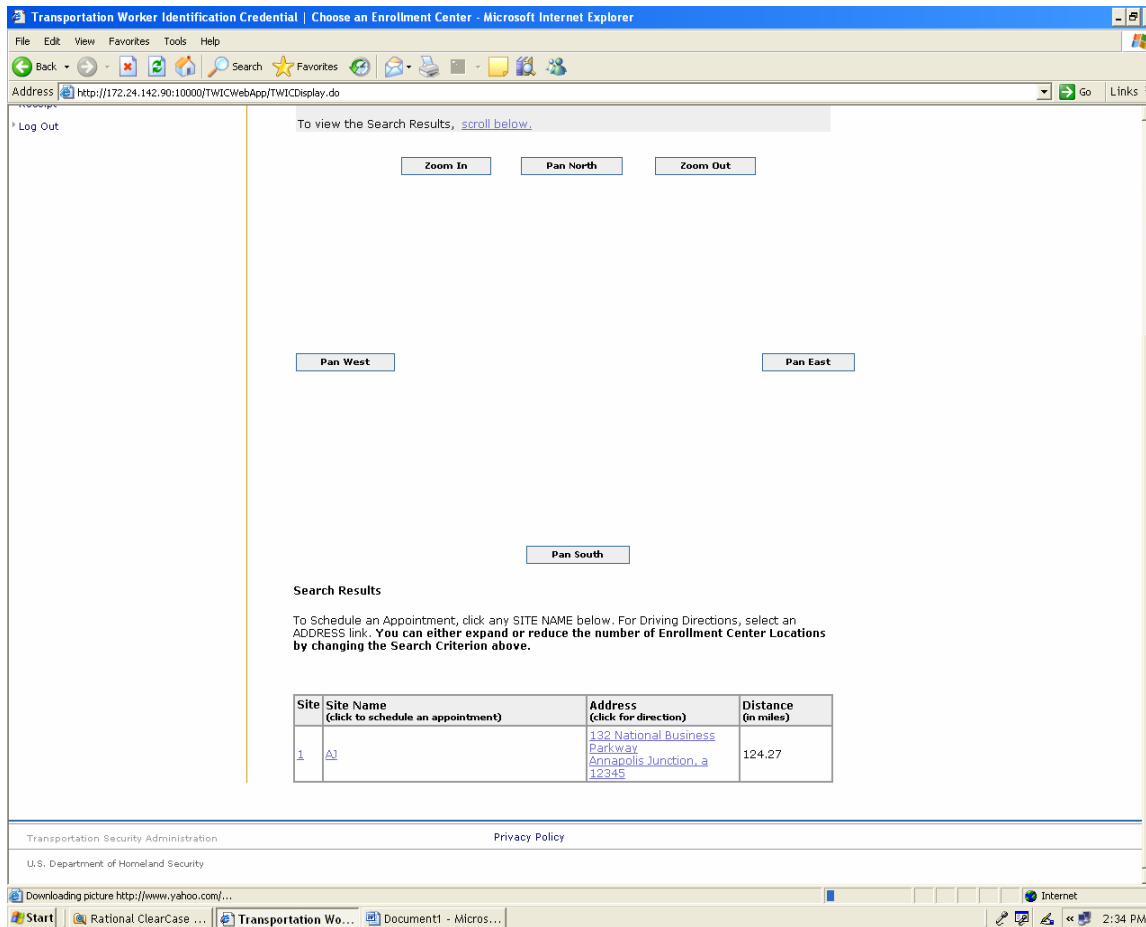 Transportation Worker Identification Credential | Choose an Enrollment Center - Microsoft Internet Explorer
File Edit View Favorites Tools Help
Back Search Favorites
Address http://172.24.142.90:10000/TWICWebApp/TWICDisplay.do Go Links
Receipt
Log Out
To view the Search Results, scroll below.
Zoom In Pan North Zoom Out
Pan West Pan East
Pan South
Search Results
To Schedule an Appointment, click any SITE NAME below. For Driving Directions, select an
ADDRESS link. You can either expand or reduce the number of Enrollment Center Locations
by changing the Search Criterion above.
Site Site Name Address Distance
(click to schedule an appointment) (click for direction) (in miles)
1 AJ 132 National Business
Parkway
Annapolis Junction, a
12345 124.27
Transportation Security Administration Privacy Policy
U.S. Department of Homeland Security
Downloading picture http://www.yahoo.com/... Internet
Start Rational ClearCase ... Transportation Wo... Document1 - Micros... 2:34 PM